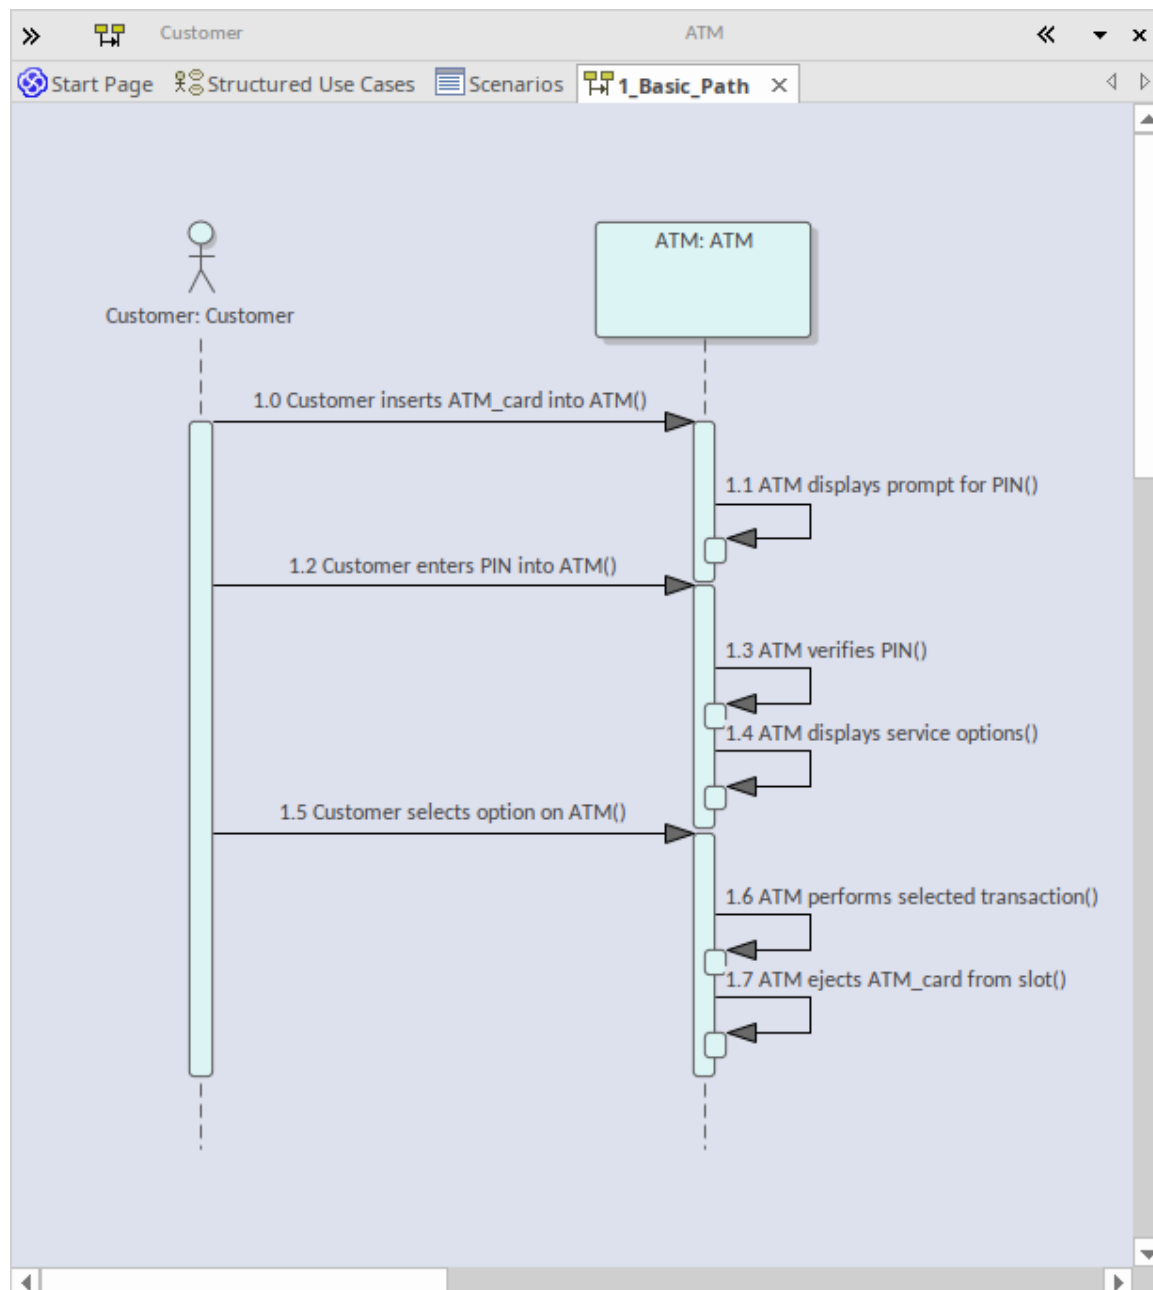 Customer ATM
Start Page Structured Use Cases Scenarios 1_Basic_Path
ATM: ATM
Customer: Customer
1.0 Customer inserts ATM_card into ATM()
1.1 ATM displays prompt for PIN()
1.2 Customer enters PIN into ATM()
1.3 ATM verifies PIN()
1.4 ATM displays service options()
1.5 Customer selects option on ATM()
1.6 ATM performs selected transaction()
1.7 ATM ejects ATM_card from slot()